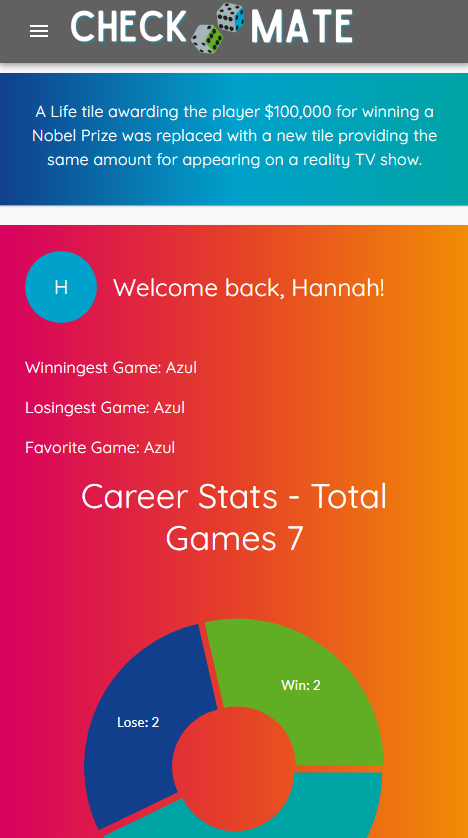 CHECK MATE
A Life tile awarding the player $100,000 for winning a
Nobel Prize was replaced with a new tile providing the
same amount for appearing on a reality TV show.
H
Welcome back, Hannah!
Winningest Game: Azul
Losingest Game: Azul
Favorite Game: Azul
Career Stats - Total
Games 7
Win: 2
Lose: 2